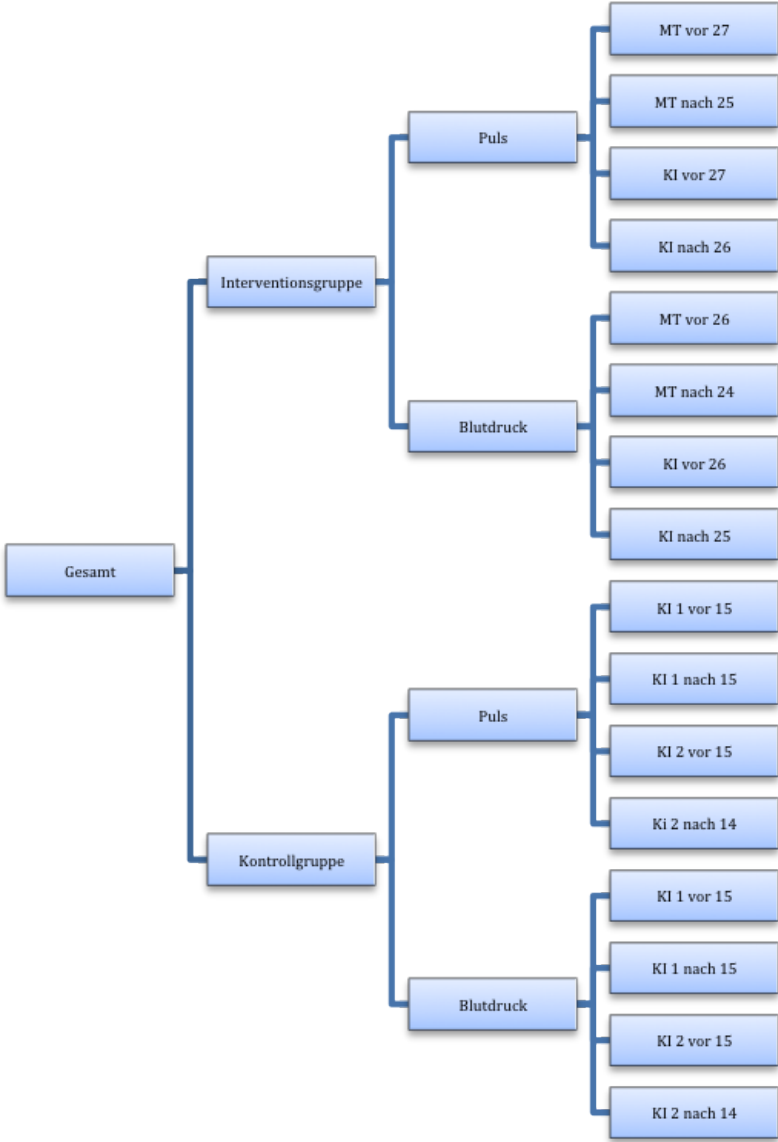 MT vor 27
MT nach 25
Puls
KI vor 27
KI nach 26
Interventionsgruppe
MT vor 26
MT nach 24
Blutdruck
KI vor 26
KI nach 25
Gesamt
KI 1 vor 15
KI 1 nach 15
Puls
KI 2 vor 15
Ki 2 nach 14
Kontrollgruppe
KI 1 vor 15
KI 1 nach 15
Blutdruck
KI 2 vor 15
KI 2 nach 14